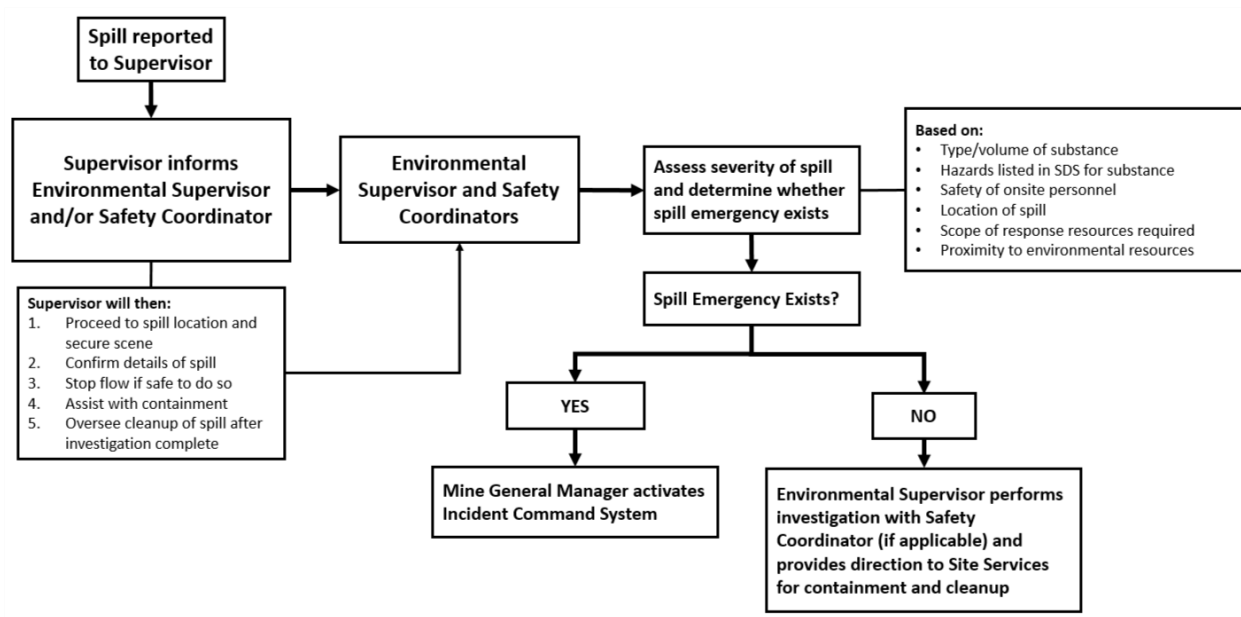 Spill reported
to Supervisor
Supervisor informs
Environmental Supervisor
and/or Safety Coordinator
Environmental
Supervisor and Safety
Coordinators
Assess severity of spill
and determine whether
spill emergency exists
Based on:
• Type/volume of substance
• Hazards listed in SDS for substance
• Safety of onsite personnel
• Location of spill
• Scope of response resources required
• Proximity to environmental resources
Supervisor will then:
1. Proceed to spill location and
secure scene
2. Confirm details of spill
3. Stop flow if safe to do so
4. Assist with containment
5. Oversee cleanup of spill after
investigation complete
Spill Emergency Exists?
YES
NO
Mine General Manager activates
Incident Command System
Environmental Supervisor performs
investigation with Safety
Coordinator (if applicable) and
provides direction to Site Services
for containment and cleanup